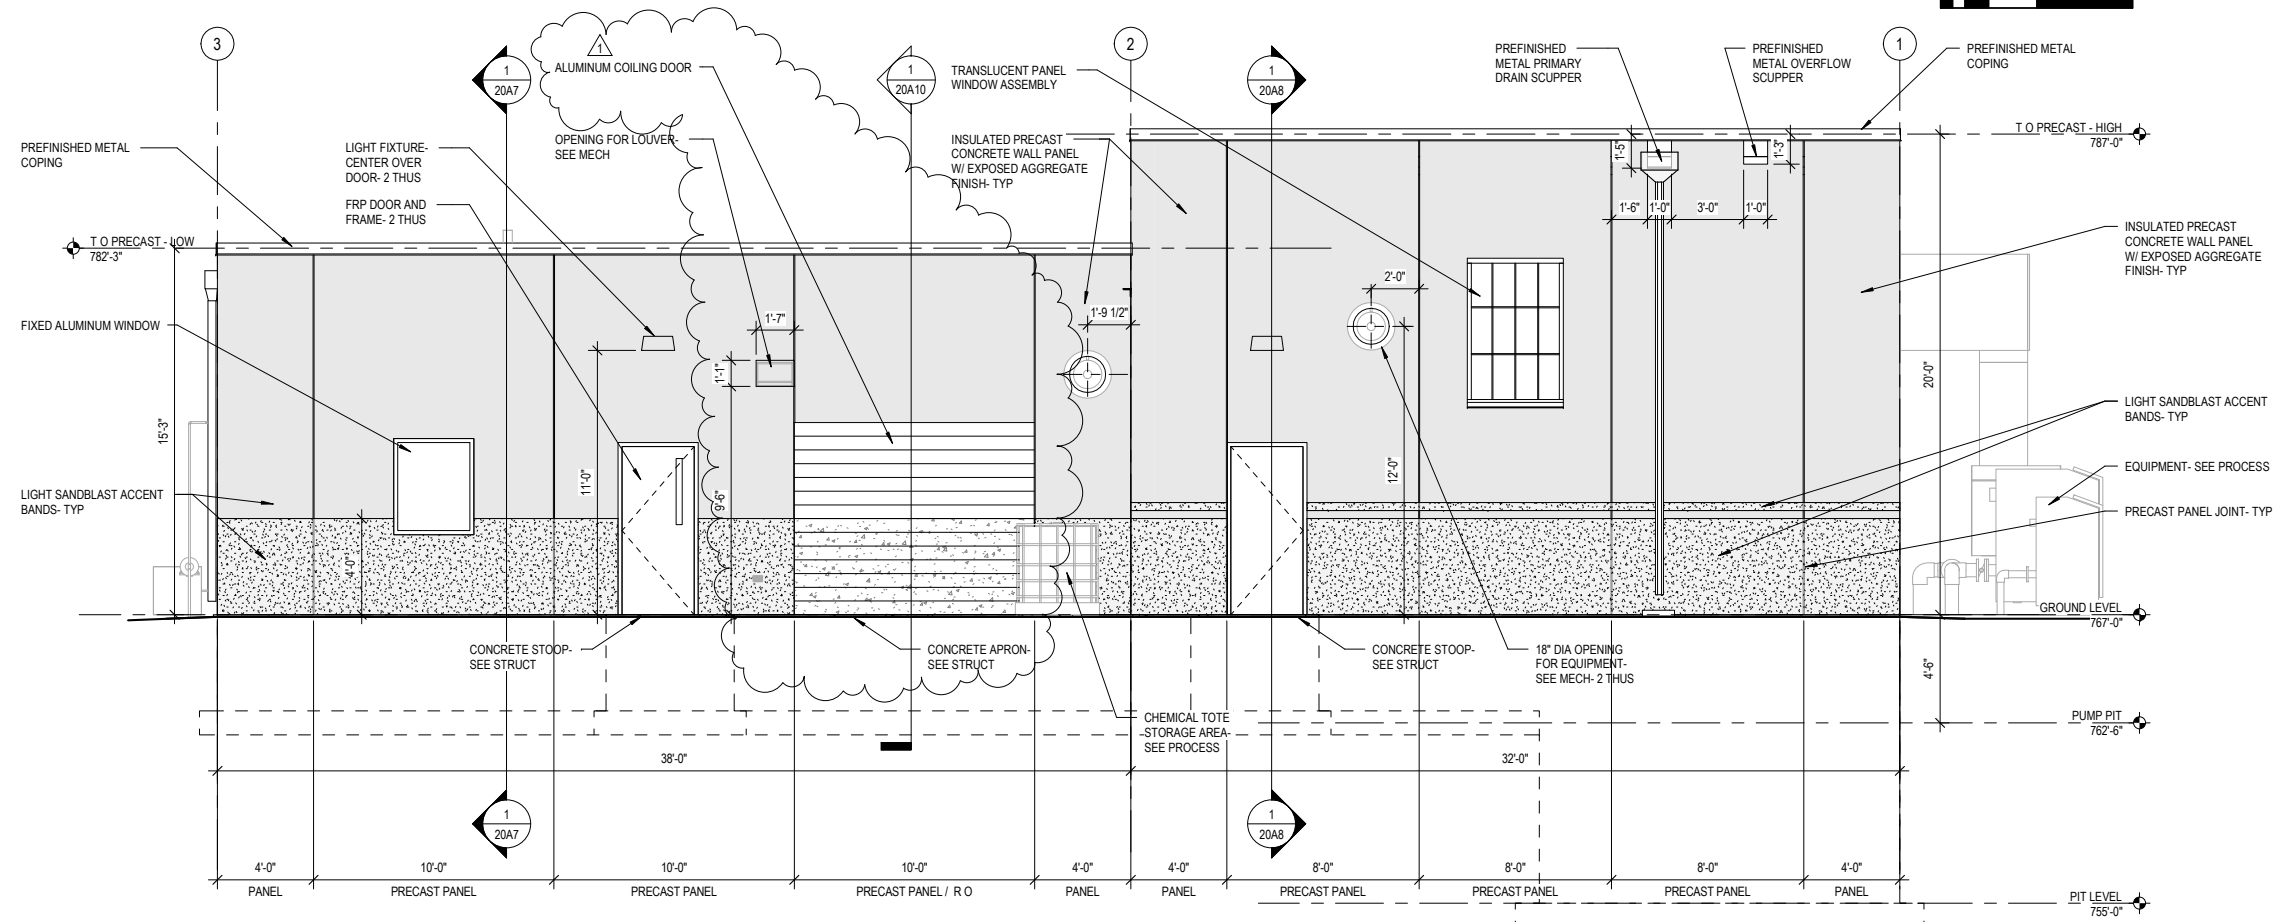 3
2
1
1
20A7
1
1
20A10
1
20A8
ALUMINUM COILING DOOR
TRANSLUCENT PANEL
WINDOW ASSEMBLY
PREFINISHED
METAL PRIMARY
DRAIN SCUPPER
PREFINISHED
METAL OVERFLOW
SCUPPER
PREFINISHED METAL
COPING
PREFINISHED METAL
COPING
LIGHT FIXTURE-
CENTER OVER
DOOR- 2 THUS
OPENING FOR LOUVER-
SEE MECH
INSULATED PRECAST
CONCRETE WALL PANEL
W/ EXPOSED AGGREGATE
FINISH- TYP
T O PRECAST - HIGH
787'-0"
1'-5"
1'-3"
FRP DOOR AND
FRAME- 2 THUS
1'-6"
1'-0"
3'-0"
1'-0"
T O PRECAST - LOW
782'-3"
INSULATED PRECAST
CONCRETE WALL PANEL
W/ EXPOSED AGGREGATE
FINISH- TYP
2'-0"
FIXED ALUMINUM WINDOW
1'-7"
1'-9 1/2"
1'-1"
20'-0"
15'-3"
LIGHT SANDBLAST ACCENT
BANDS- TYP
11'-0"
9'-6"
12'-0"
EQUIPMENT- SEE PROCESS
LIGHT SANDBLAST ACCENT
BANDS- TYP
PRECAST PANEL JOINT- TYP
4'-0"
GROUND LEVEL
767'-0"
CONCRETE STOOP-
SEE STRUCT
CONCRETE APRON-
SEE STRUCT
CONCRETE STOOP-
SEE STRUCT
18" DIA OPENING
FOR EQUIPMENT-
SEE MECH- 2 THUS
4'-6"
CHEMICAL TOTE
STORAGE AREA-
SEE PROCESS
PUMP PIT
762'-6"
38'-0"
32'-0"
1
20A7
1
20A8
4'-0"
10'-0"
10'-0"
10'-0"
4'-0"
4'-0"
8'-0"
8'-0"
8'-0"
4'-0"
PANEL
PRECAST PANEL
PRECAST PANEL
PRECAST PANEL / R O
PANEL
PANEL
PRECAST PANEL
PRECAST PANEL
PRECAST PANEL
PANEL
PIT LEVEL
755'-0"